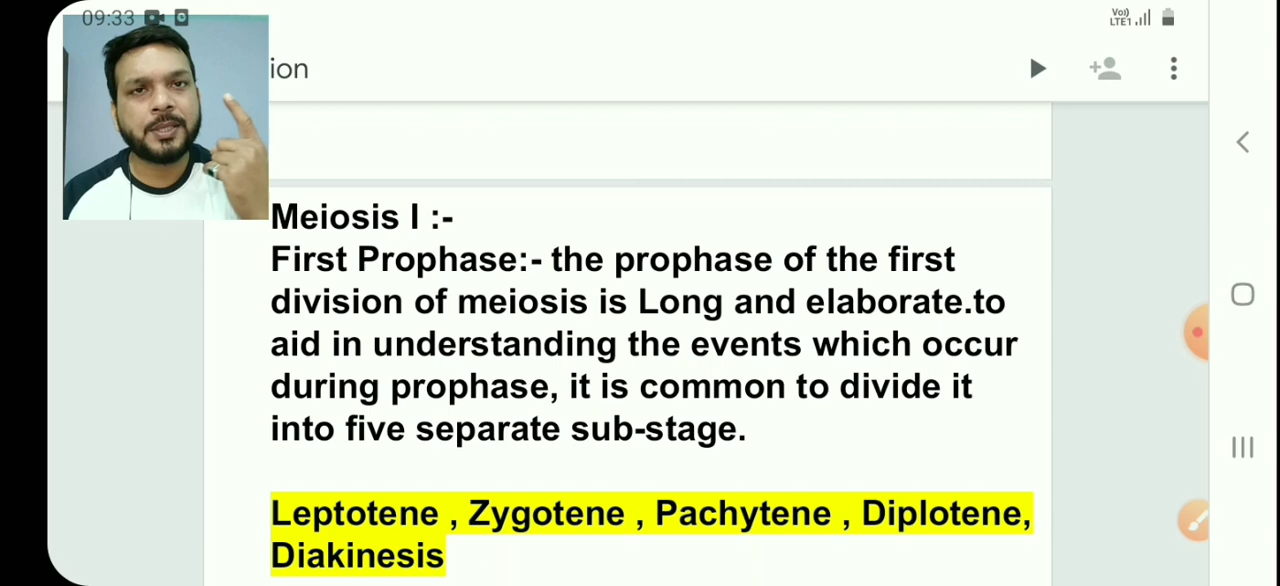 09:33
Vo))
LTE1
ion
Meiosis I :-
First Prophase:- the prophase of the first
division of meiosis is Long and elaborate.to
aid in understanding the events which occur
during prophase, it is common to divide it
into five separate sub-stage.
Leptotene , Zygotene , Pachytene , Diplotene,
Diakinesis